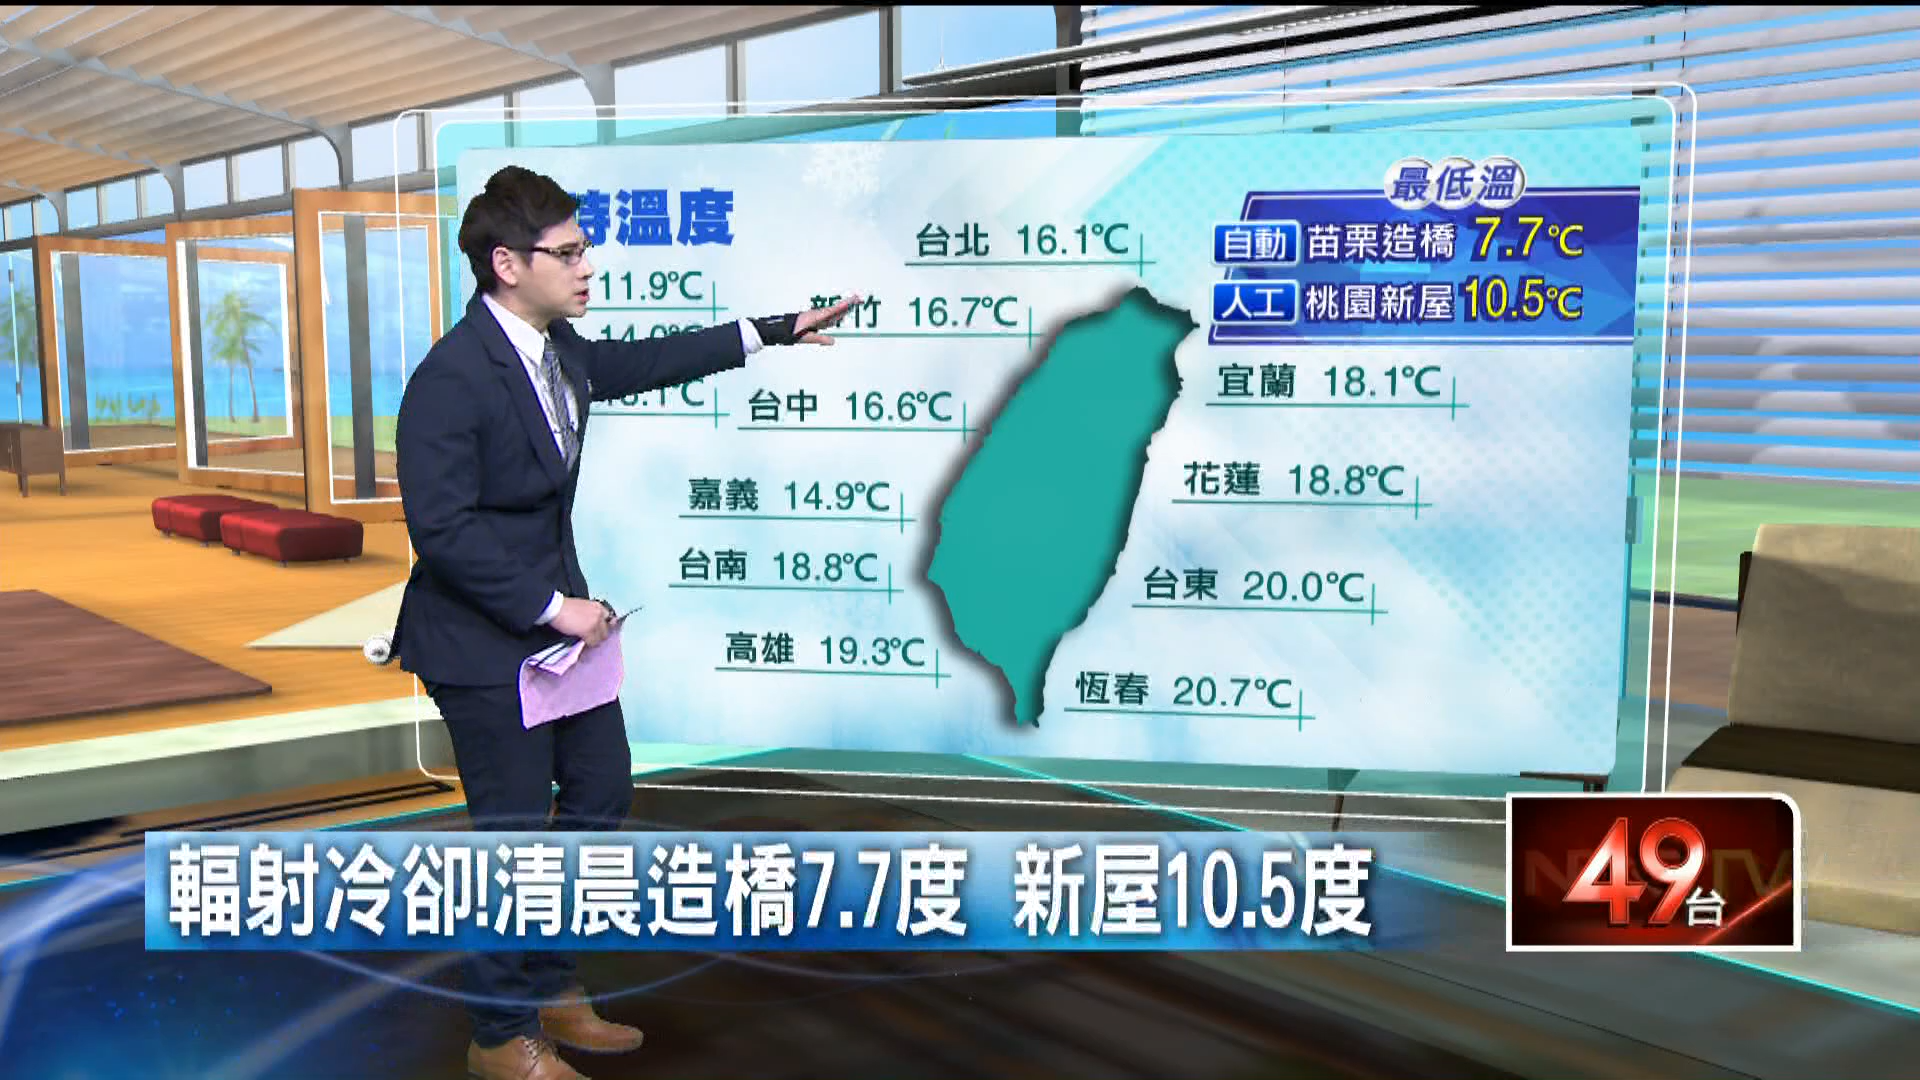 時溫度
11.9℃
14.0℃
台北 16.1℃
新竹 16.7℃
台中 16.6℃
嘉義 14.9℃
台南 18.8℃
高雄 19.3℃
最低溫
自動 苗栗造橋 7.7℃
人工 桃園新屋 10.5℃
宜蘭 18.1℃
花蓮 18.8℃
台東 20.0℃
恆春 20.7℃
輻射冷卻!清晨造橋7.7度 新屋10.5度
49台